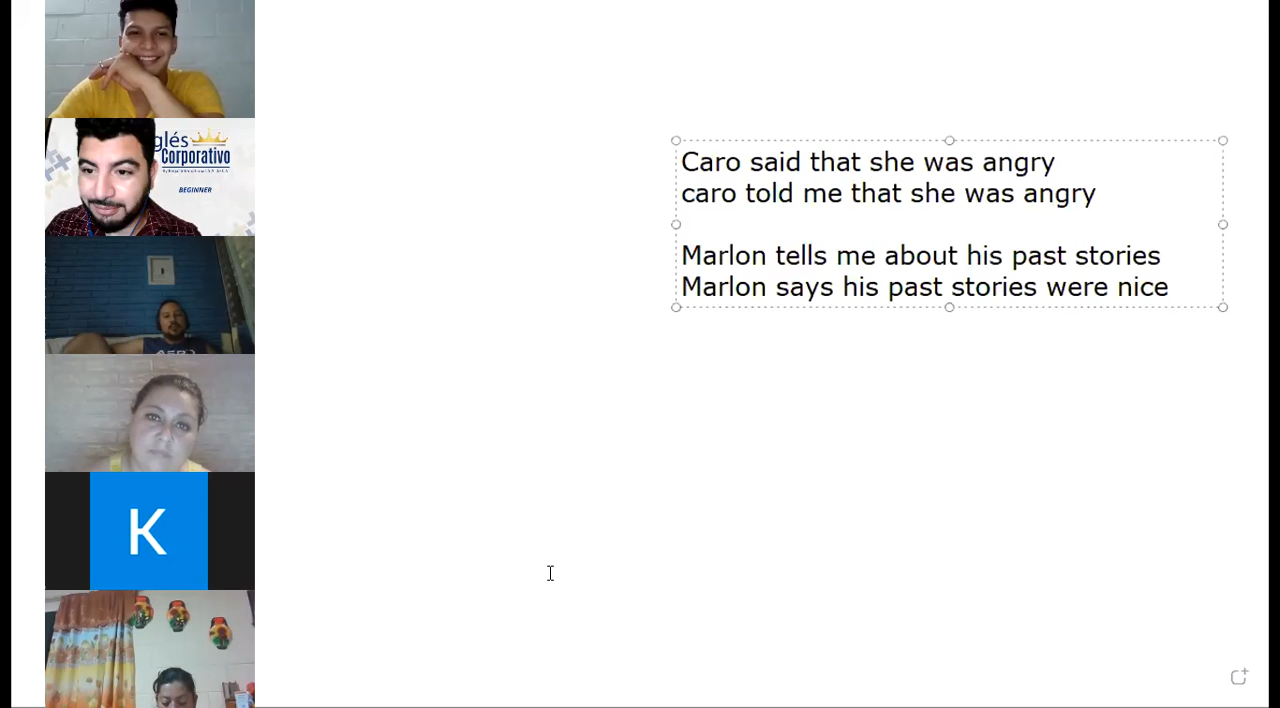 glés
Corporativo
BEGINNER
K
Caro said that she was angry
caro told me that she was angry
Marlon tells me about his past stories
Marlon says his past stories were nice